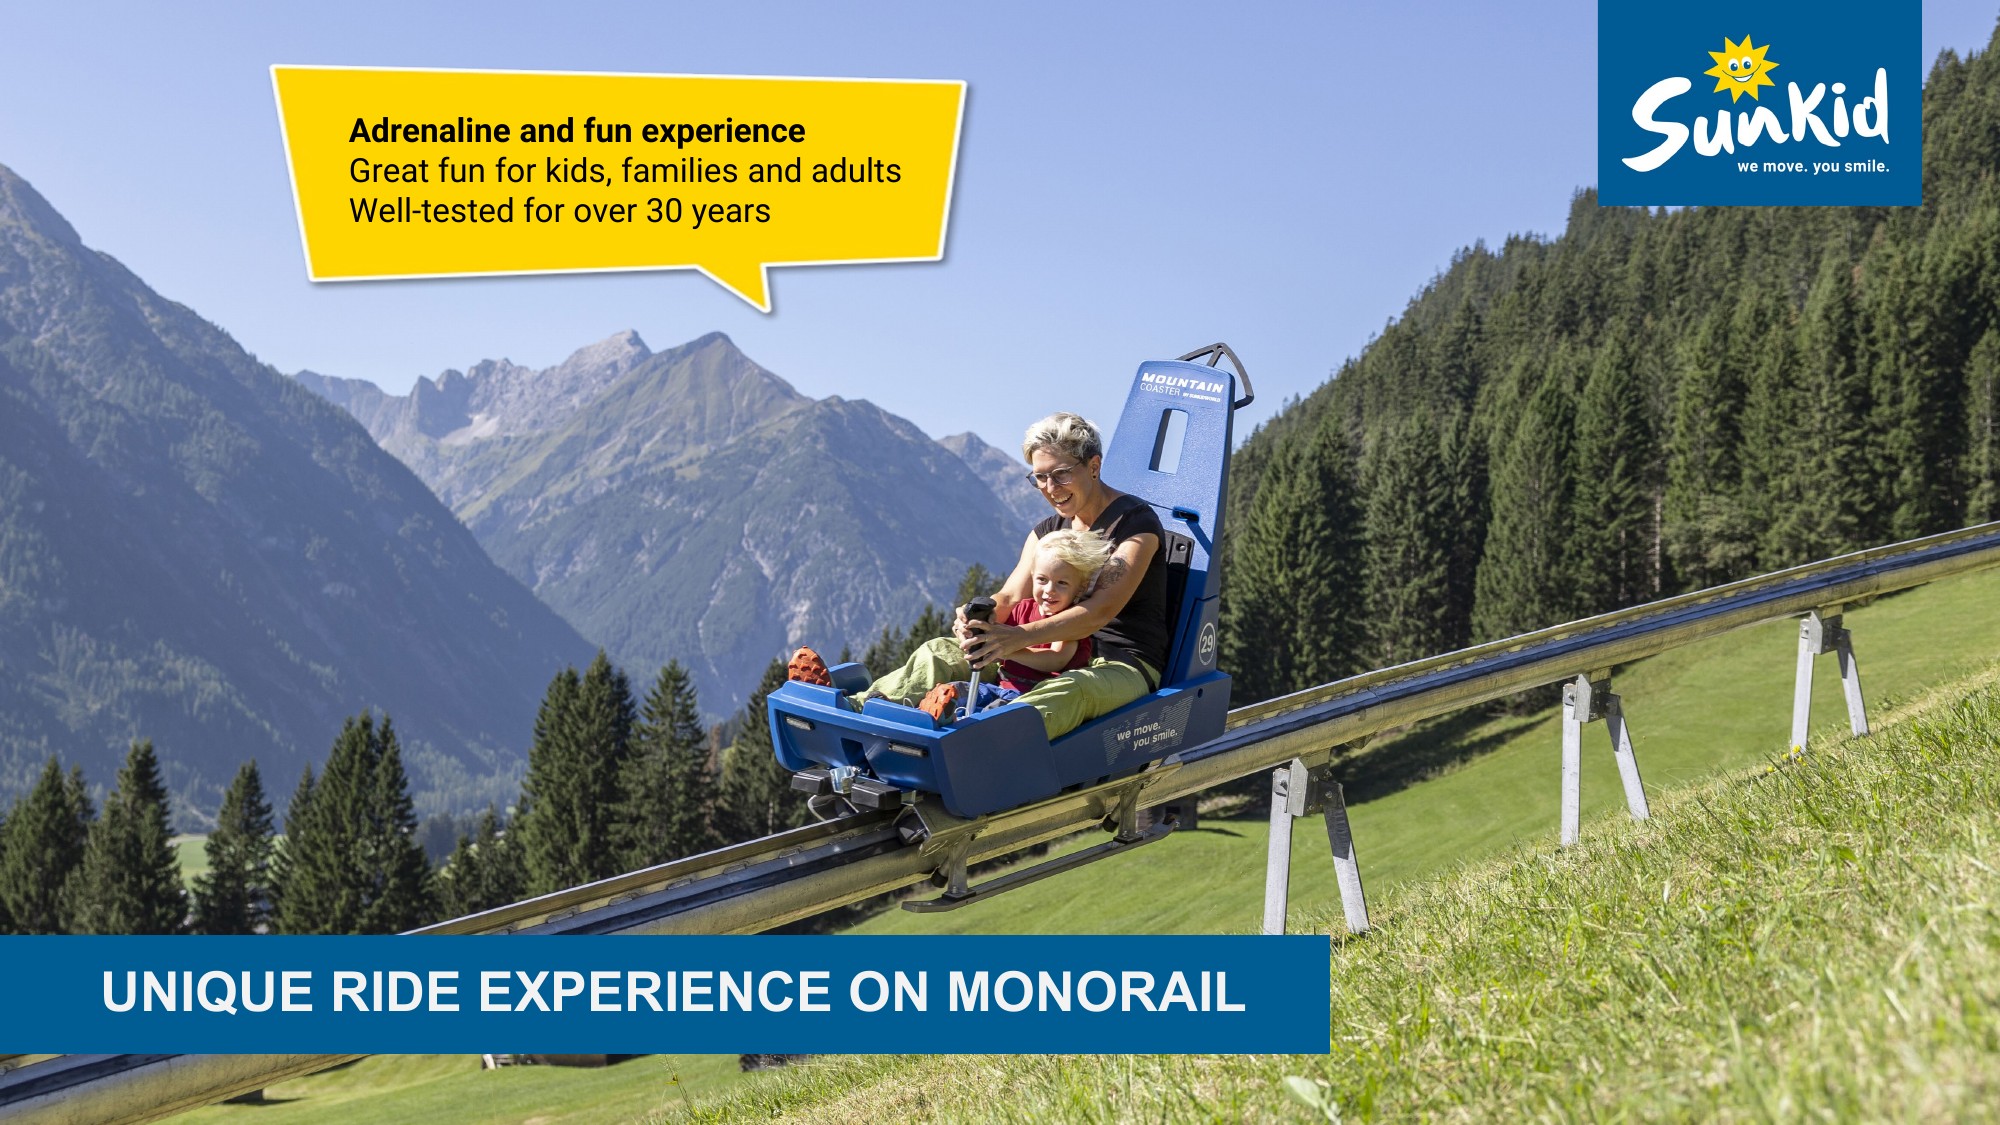 Adrenaline and fun experience
Great fun for kids, families and adults
Well-tested for over 30 years
SunKid
we move. you smile.
MOUNTAIN
COASTER
29
we move.
you smile.
UNIQUE RIDE EXPERIENCE ON MONORAIL